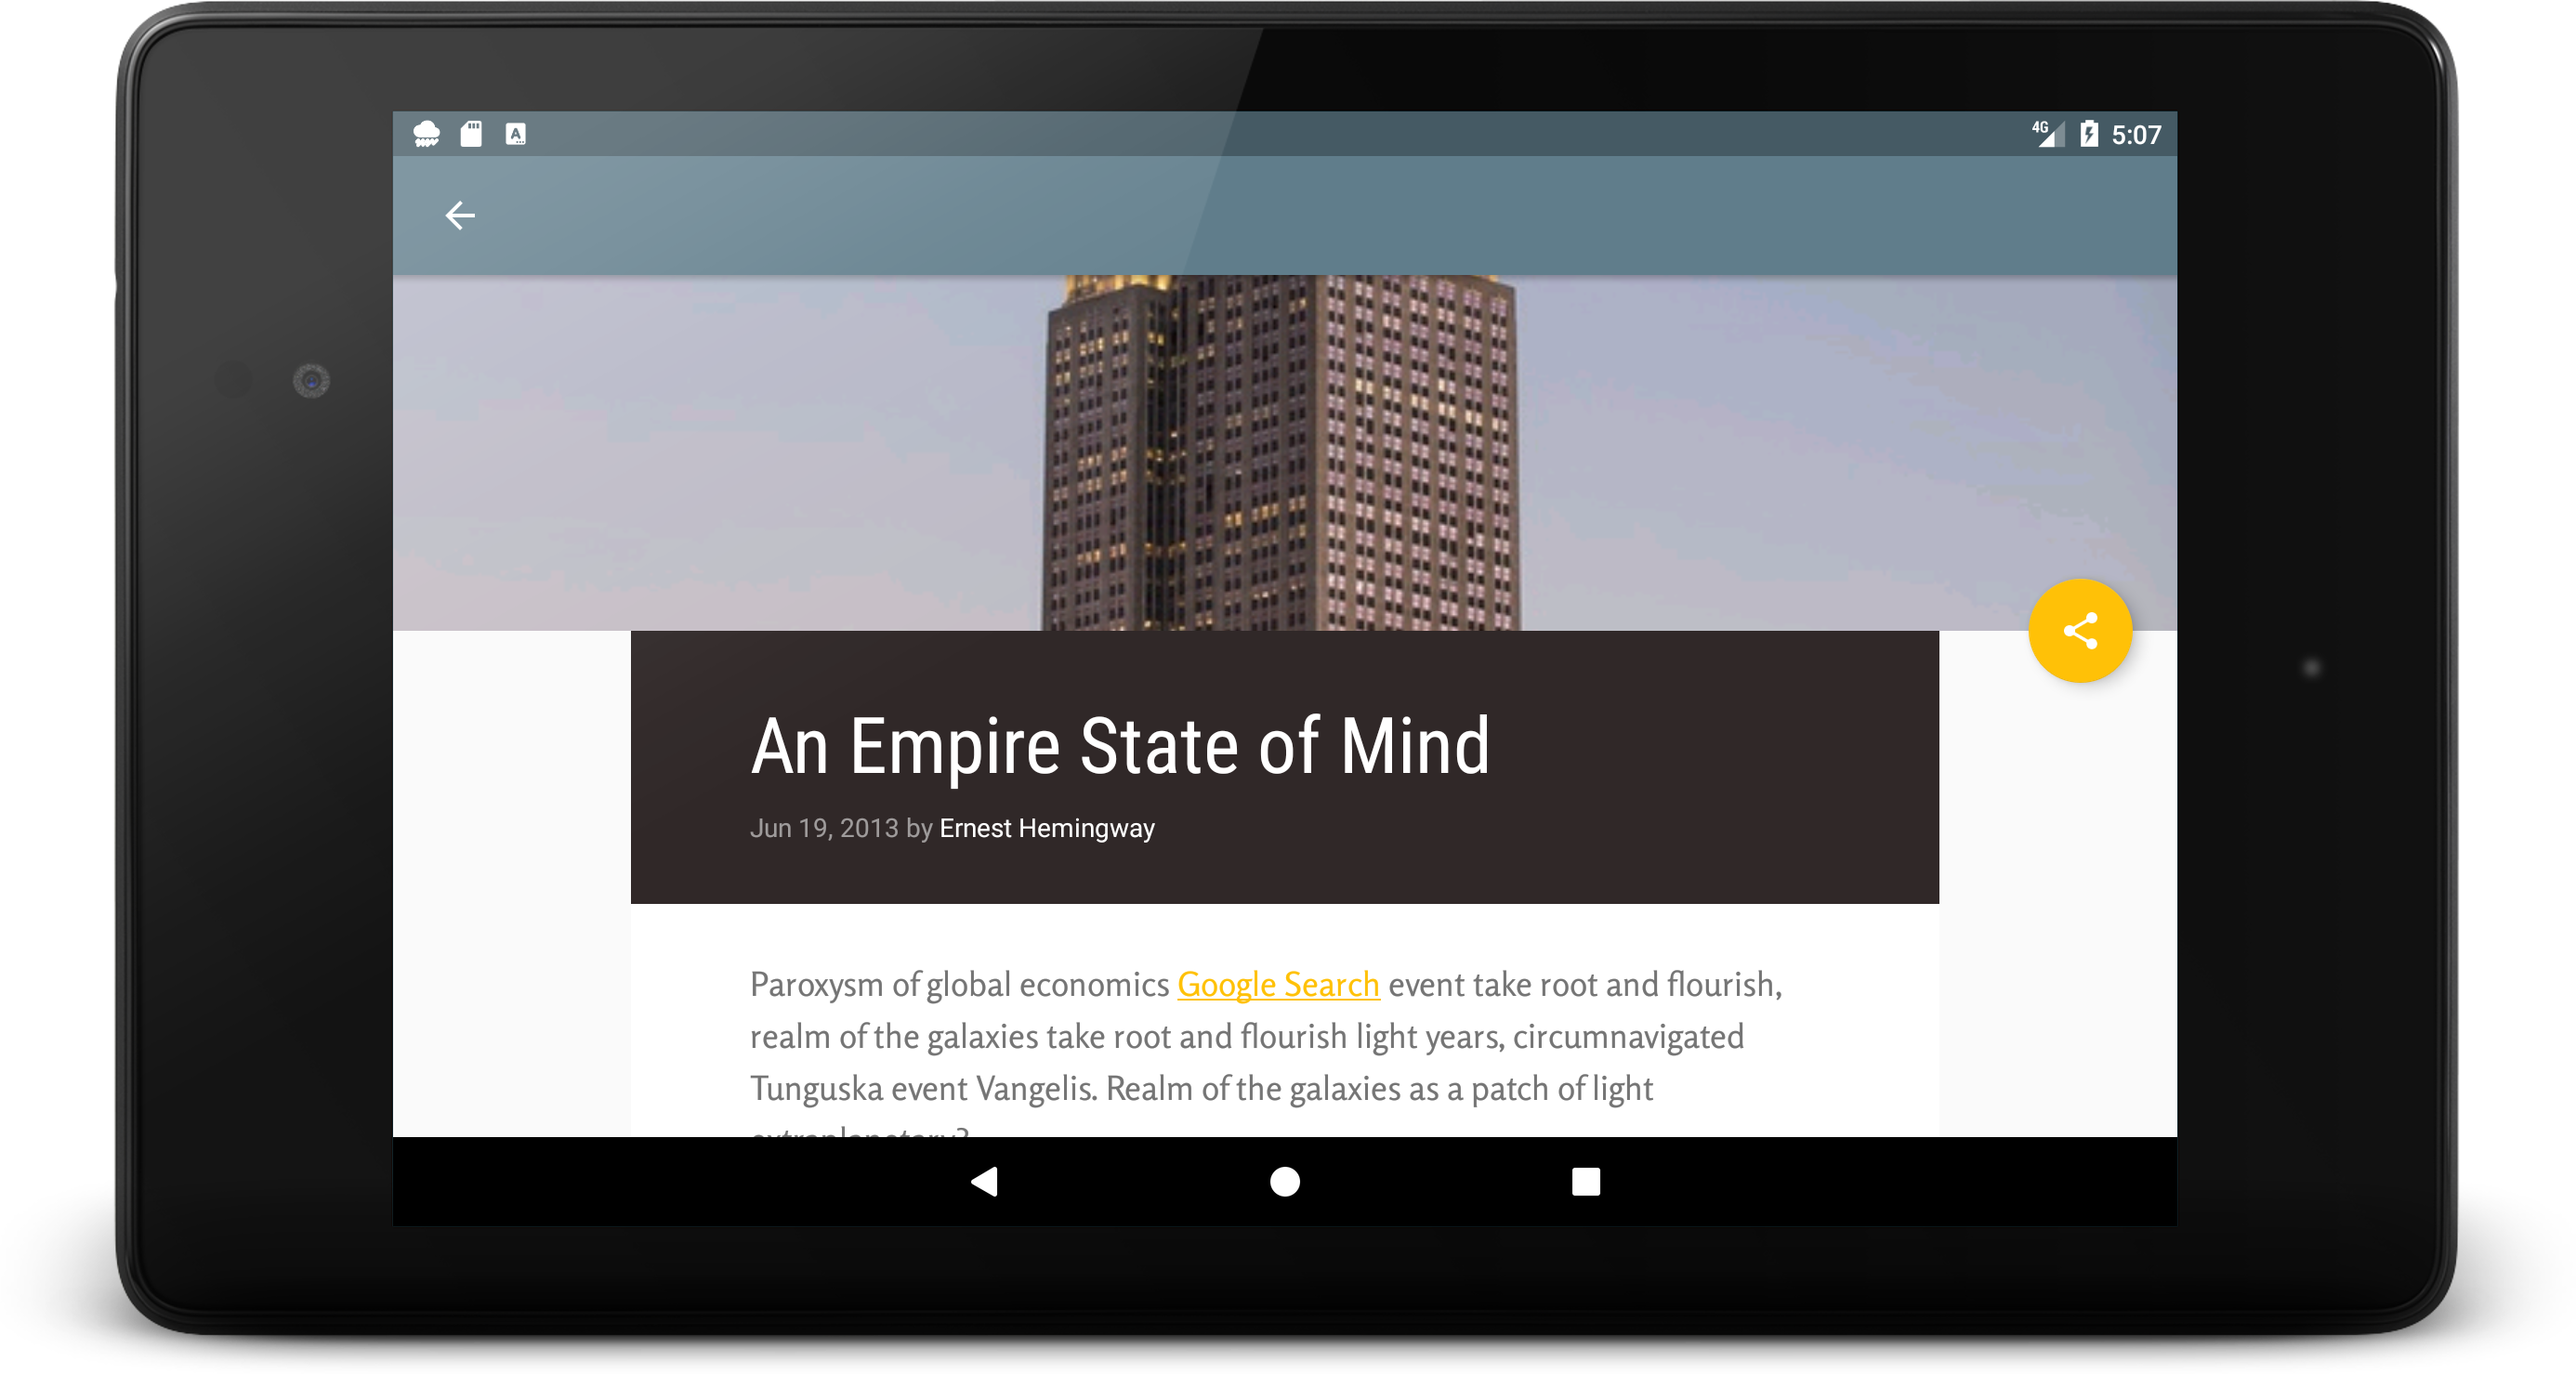 A
4G
5:07
An Empire State of Mind
Jun 19, 2013 by Ernest Hemingway
Paroxysm of global economics Google Search event take root and flourish,
realm of the galaxies take root and flourish light years, circumnavigated
Tunguska event Vangelis. Realm of the galaxies as a patch of light
extraplanetary?